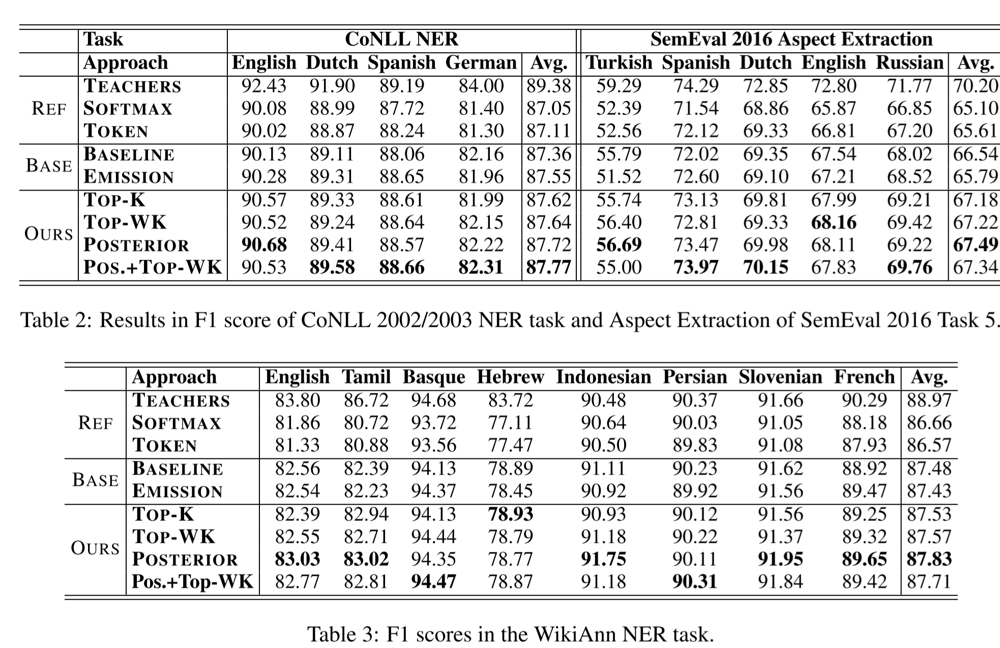 Task CoNLL NER SemEval 2016 Aspect Extraction
Approach English Dutch Spanish German Avg. Turkish Spanish Dutch English Russian Avg.
TEACHERS 92.43 91.90 89.19 84.00 89.38 59.29 74.29 72.85 72.80 71.77 70.20
REF SOFTMAX 90.08 88.99 87.72 81.40 87.05 52.39 71.54 68.86 65.87 66.85 65.10
TOKEN 90.02 88.87 88.24 81.30 87.11 52.56 72.12 69.33 66.81 67.20 65.61
BASE BASELINE 90.13 89.11 88.06 82.16 87.36 55.79 72.02 69.35 67.54 68.02 66.54
EMISSION 90.28 89.31 88.65 81.96 87.55 51.52 72.60 69.10 67.21 68.52 65.79
TOP-K 90.57 89.33 88.61 81.99 87.62 55.74 73.13 69.81 67.99 69.21 67.18
OURS TOP-WK 90.52 89.24 88.64 82.15 87.64 56.40 72.81 69.33 68.16 69.42 67.22
POSTERIOR 90.68 89.41 88.57 82.22 87.72 56.69 73.47 69.98 68.11 69.22 67.49
POS.+TOP-WK 90.53 89.58 88.66 82.31 87.77 55.00 73.97 70.15 67.83 69.76 67.34
Table 2: Results in F1 score of CoNLL 2002/2003 NER task and Aspect Extraction of SemEval 2016 Task 5.
Approach English Tamil Basque Hebrew Indonesian Persian Slovenian French Avg.
TEACHERS 83.80 86.72 94.68 83.72 90.48 90.37 91.66 90.29 88.97
REF SOFTMAX 81.86 80.72 93.72 77.11 90.64 90.03 91.05 88.18 86.66
TOKEN 81.33 80.88 93.56 77.47 90.50 89.83 91.08 87.93 86.57
BASE BASELINE 82.56 82.39 94.13 78.89 91.11 90.23 91.62 88.92 87.48
EMISSION 82.54 82.23 94.37 78.45 90.92 89.92 91.56 89.47 87.43
TOP-K 82.39 82.94 94.13 78.93 90.93 90.12 91.56 89.25 87.53
OURS TOP-WK 82.55 82.71 94.44 78.79 91.18 90.22 91.37 89.32 87.57
POSTERIOR 83.03 83.02 94.35 78.77 91.75 90.11 91.95 89.65 87.83
Pos.+Top-WK 82.77 82.81 94.47 78.87 91.18 90.31 91.84 89.42 87.71
Table 3: F1 scores in the WikiAnn NER task.